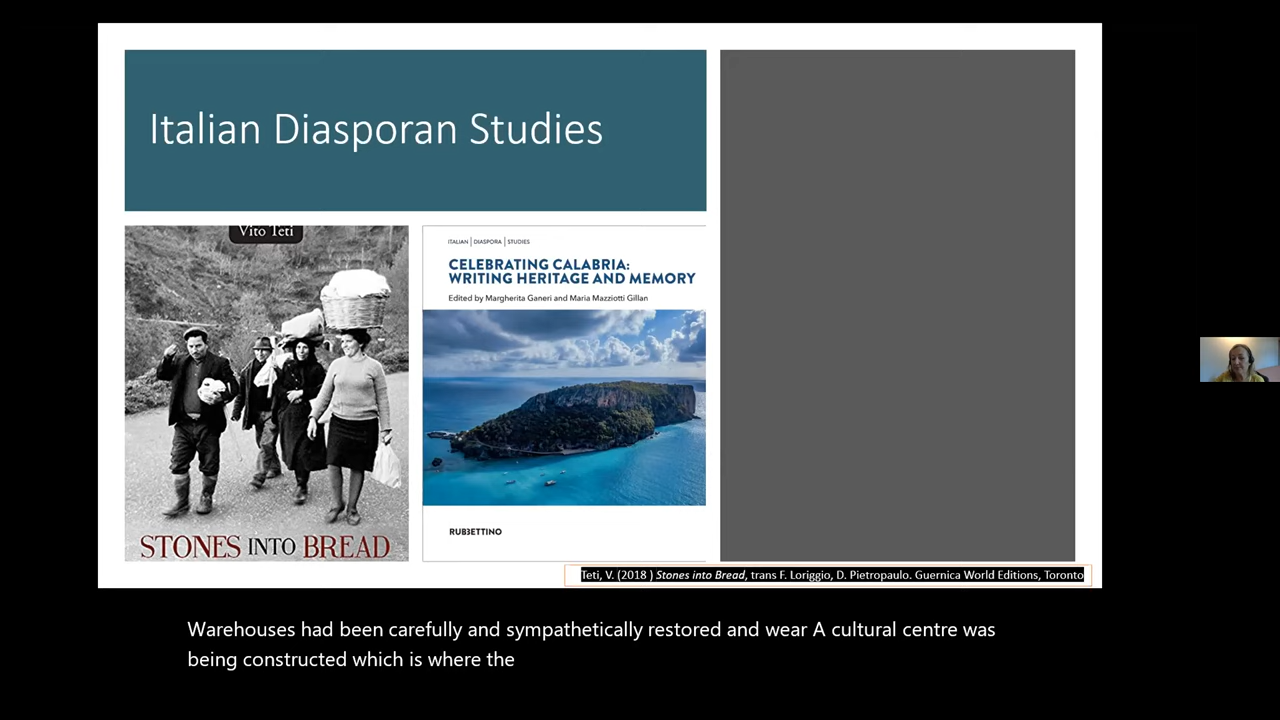 Italian Diasporan Studies
Vito Teti
STONES INTO BREAD
ITALIAN | DIASPORA | STUDIES
CELEBRATING CALABRIA:
WRITING HERITAGE AND MEMORY
Edited by Margherita Ganeri and Maria Mazziotti Gillan
RUBBETTINO
Teti, V. (2018 ) Stones into Bread, trans F. Loriggio, D. Pietropaulo. Guernica World Editions, Toronto
Warehouses had been carefully and sympathetically restored and wear A cultural centre was
being constructed which is where the